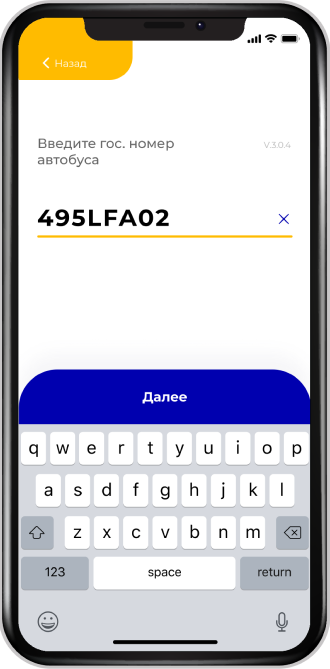 Назад
Введите гос. номер
автобуса
V.3.0.4
495LFA02
Далее
q w e r t y u i o p
a s d f g h j k l
z x c v b n m
123 space return